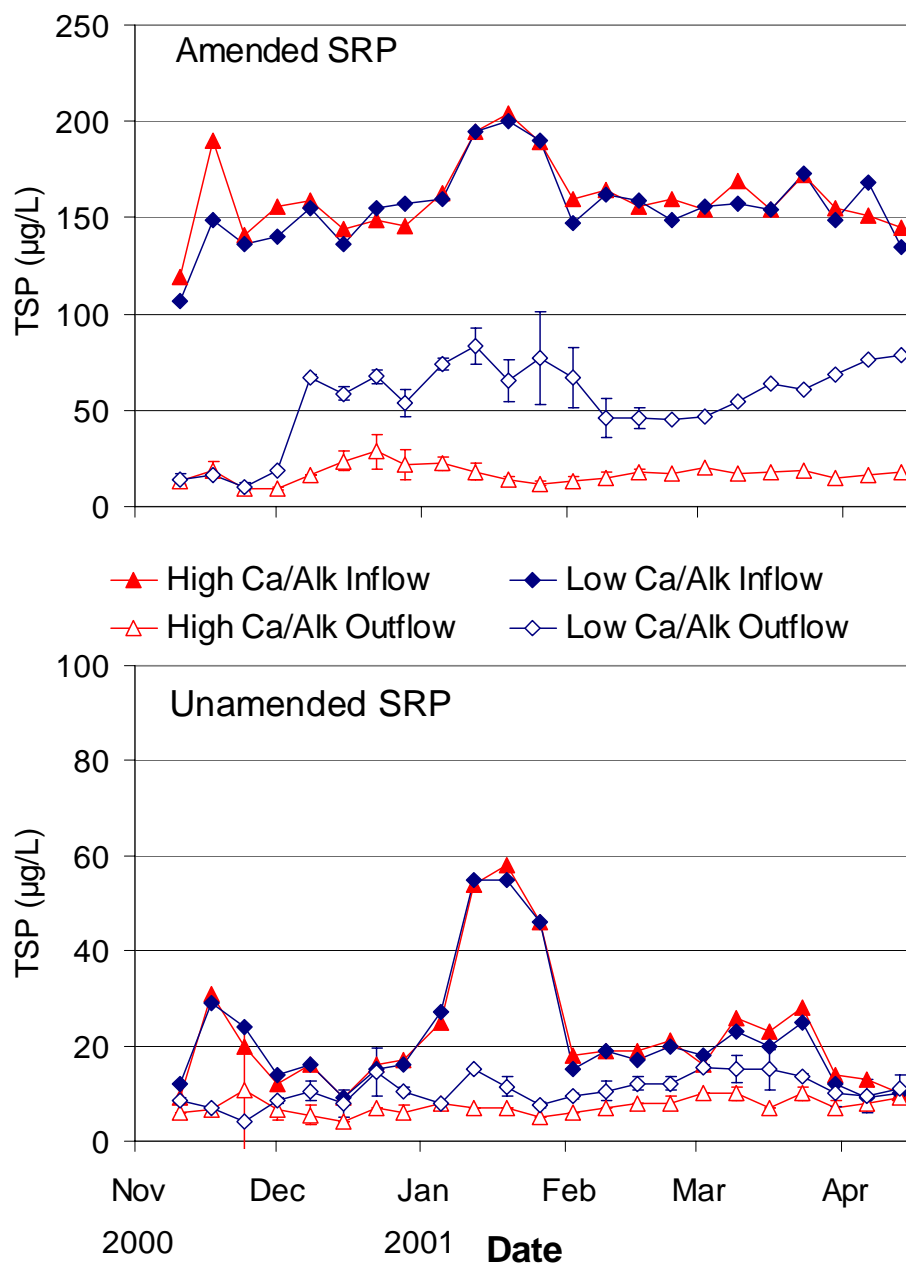 250
Amended SRP
200
150
100
50
0
TSP (µg/L)
High Ca/Alk Inflow
Low Ca/Alk Inflow
High Ca/Alk Outflow
Low Ca/Alk Outflow
100
Unamended SRP
80
60
40
20
0
TSP (µg/L)
Nov Dec Jan Feb Mar Apr
2000 2001
Date